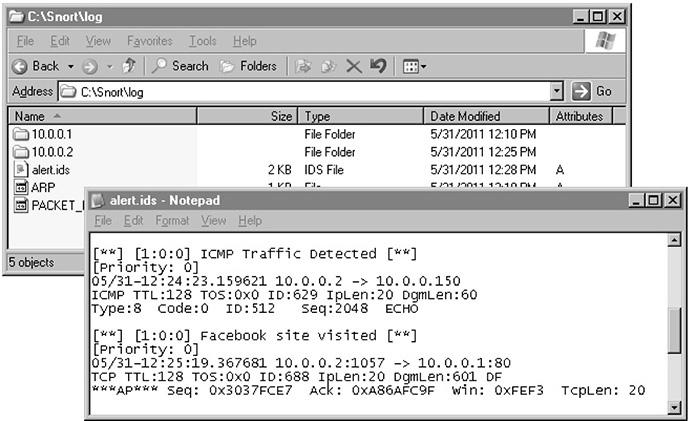 C:\Snort\log
File Edit View Favorites Tools Help
Back Search Folders
Address C:\Snort\log Go
Name Size Type Date Modified Attributes
10.0.0.1 File Folder 5/31/2011 12:10 PM
10.0.0.2 File Folder 5/31/2011 12:25 PM
alert.ids 2 KB IDS File 5/31/2011 12:28 PM A
ARP
5 objects
alert.ids - Notepad
File Edit Format View Help
[**] [1:0:0] ICMP Traffic Detected [**]
[Priority: 0]
05/31-12:24:23.159621 10.0.0.2 -> 10.0.0.150
ICMP TTL:128 TOS:0x0 ID:629 IpLen:20 DgmLen:60
Type:8 Code:0 ID:512 Seq:2048 ECHO
[**] [1:0:0] Facebook site visited [**]
[Priority: 0]
05/31-12:25:19.367681 10.0.0.2:1057 -> 10.0.0.1:80
TCP TTL:128 TOS:0x0 ID:688 IpLen:20 DgmLen:601 DF
***AP*** Seq: 0x3037FCE7 Ack: 0xA86AFC9F Win: 0xFEF3 TcpLen: 20